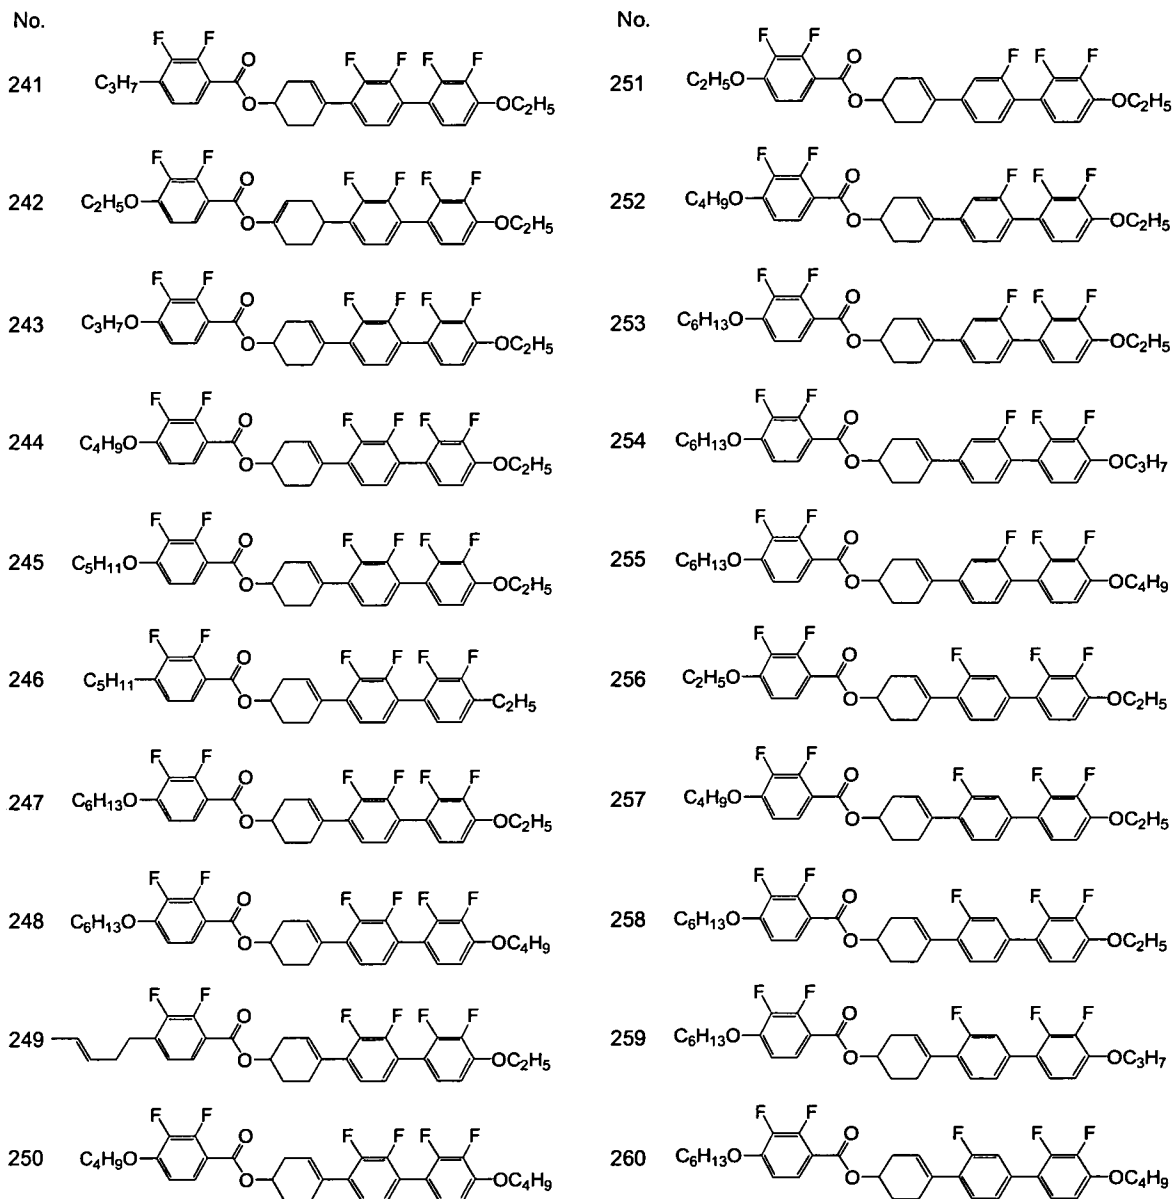 No.
F F
O F F F F
241 C3H7
O OC2H5
F F
O F F F F
242 C2H5O
O OC2H5
F F
O F F F F
243 C3H7O
O OC2H5
F F
O F F F F
244 C4H9O
O OC2H5
F F
O F F F F
245 C5H11O
O OC2H5
F F
O F F F F
246 C5H11
O C2H5
F F
O F F F F
247 C6H13O
O OC2H5
F F
O F F F F
248 C6H13O
O OC4H9
F F
O F F F F
249
O OC2H5
F F
O F F F F
250 C4H9O
O OC4H9
No.
F F
O F F F
251 C2H5O
O OC2H5
F F
O F F F
252 C4H9O
O OC2H5
F F
O F F F
253 C6H13O
O OC2H5
F F
O F F F
254 C6H13O
O OC3H7
F F
O F F F
255 C6H13O
O OC4H9
F F
O F F F
256 C2H5O
O OC2H5
F F
O F F F
257 C4H9O
O OC2H5
F F
O F F F
258 C6H13O
O OC2H5
F F
O F F F
259 C6H13O
O OC3H7
F F
O F F F
260 C6H13O
O OC4H9